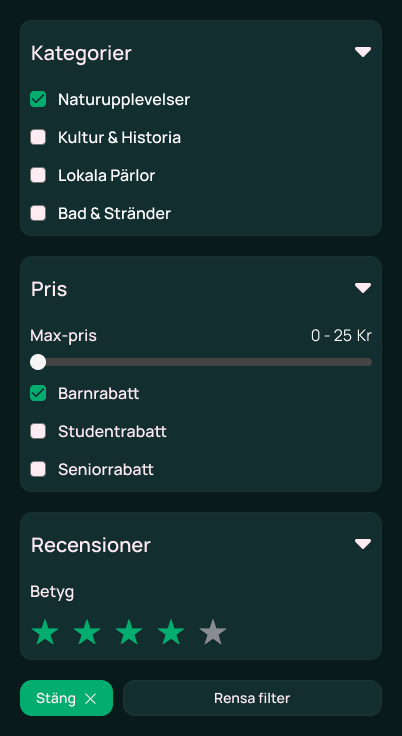 Kategorier
Naturupplevelser
Kultur & Historia
Lokala Pärlor
Bad & Stränder
Pris
Max-pris 0 - 25 Kr
Barnrabatt
Studentrabatt
Seniorrabatt
Recensioner
Betyg
Stäng Rensa filter